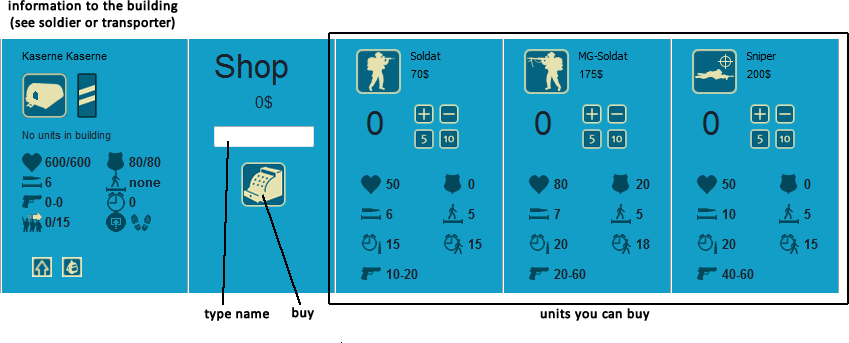 information to the building
(see soldier or transporter)
Kaserne Kaserne
No units in building
600/600 80/80
6 none
0-0 0
0/15
Shop
0$
Soldat
70$
0
5 10
50 0
6 5
15 15
10-20
MG-Soldat
175$
0
5 10
80 20
7 5
20 18
20-60
Sniper
200$
0
5 10
50 0
10 5
20 15
40-60
type name
buy
units you can buy